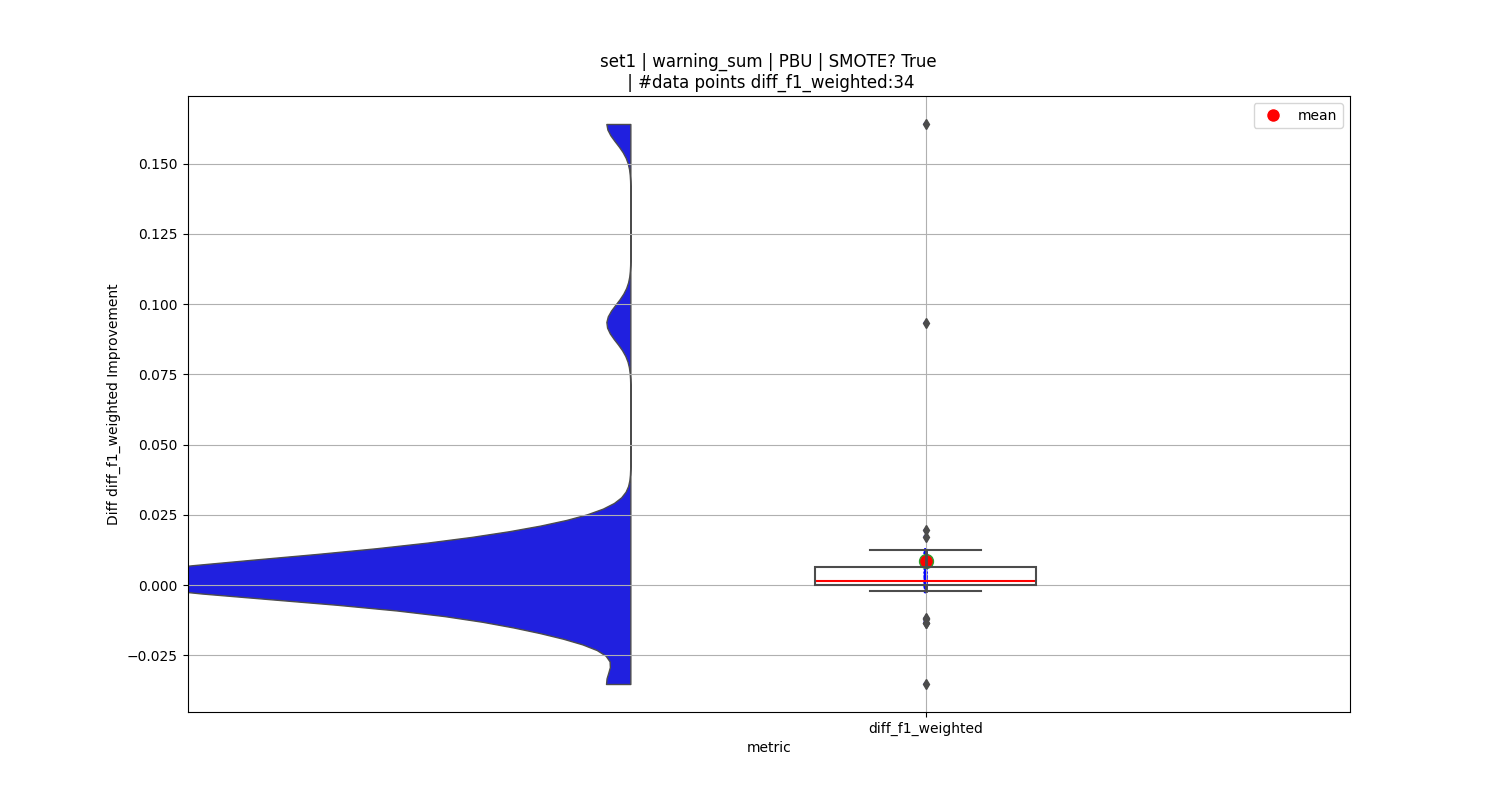 set1 | warning_sum | PBU | SMOTE? True
| #data points diff_f1_weighted:34
mean
0.150
0.125
0.100
0.075
0.050
0.025
0.000
−0.025
Diff diff_f1_weighted Improvement
diff_f1_weighted
metric